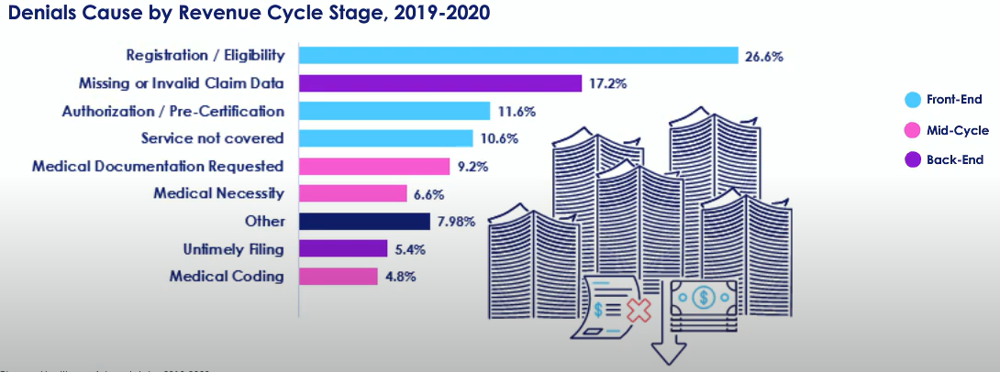 Denials Cause by Revenue Cycle Stage, 2019-2020
Registration / Eligibility 26.6%
Missing or Invalid Claim Data 17.2%
Authorization / Pre-Certification 11.6%
Service not covered 10.6%
Medical Documentation Requested 9.2%
Medical Necessity 6.6%
Other 7.98%
Untimely Filing 5.4%
Medical Coding 4.8%
Front-End
Mid-Cycle
Back-End
$
$